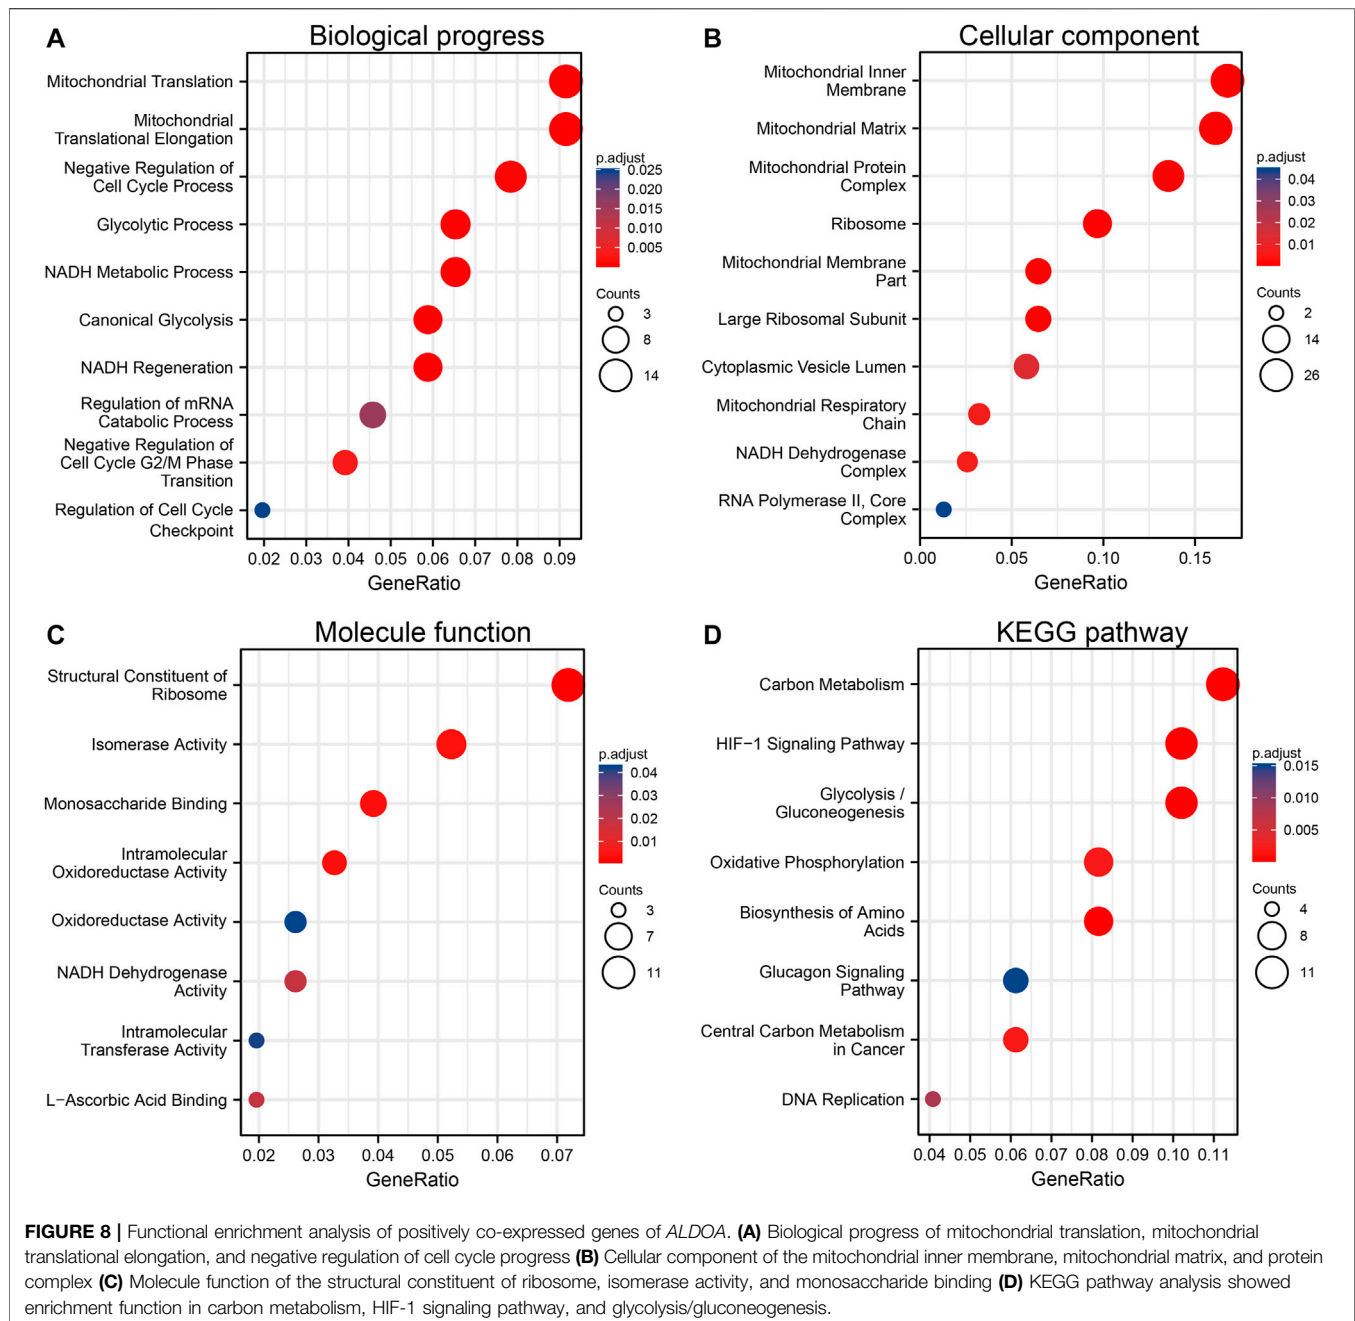 A
Biological progress
Mitochondrial Translation
Mitochondrial
Translational Elongation
Negative Regulation of
Cell Cycle Process
Glycolytic Process
NADH Metabolic Process
Canonical Glycolysis
NADH Regeneration
Regulation of mRNA
Catabolic Process
Negative Regulation of
Cell Cycle G2/M Phase
Transition
Regulation of Cell Cycle
Checkpoint
0.02 0.03 0.04 0.05 0.06 0.07 0.08 0.09
GeneRatio
p.adjust
0.025
0.020
0.015
0.010
0.005
Counts
3
8
14
B
Cellular component
Mitochondrial Inner
Membrane
Mitochondrial Matrix
Mitochondrial Protein
Complex
Ribosome
Mitochondrial Membrane
Part
Large Ribosomal Subunit
Cytoplasmic Vesicle Lumen
Mitochondrial Respiratory
Chain
NADH Dehydrogenase
Complex
RNA Polymerase II, Core
Complex
0.00 0.05 0.10 0.15
GeneRatio
p.adjust
0.04
0.03
0.02
0.01
Counts
2
14
26
C
Molecule function
Structural Constituent of
Ribosome
Isomerase Activity
Monosaccharide Binding
Intramolecular
Oxidoreductase Activity
Oxidoreductase Activity
NADH Dehydrogenase
Activity
Intramolecular
Transferase Activity
L−Ascorbic Acid Binding
0.02 0.03 0.04 0.05 0.06 0.07
GeneRatio
p.adjust
0.04
0.03
0.02
0.01
Counts
3
7
11
D
KEGG pathway
Carbon Metabolism
HIF−1 Signaling Pathway
Glycolysis /
Gluconeogenesis
Oxidative Phosphorylation
Biosynthesis of Amino
Acids
Glucagon Signaling
Pathway
Central Carbon Metabolism
in Cancer
DNA Replication
0.04 0.05 0.06 0.07 0.08 0.09 0.10 0.11
GeneRatio
p.adjust
0.015
0.010
0.005
Counts
4
8
11
FIGURE 8 | Functional enrichment analysis of positively co-expressed genes of ALDOA. (A) Biological progress of mitochondrial translation, mitochondrial
translational elongation, and negative regulation of cell cycle progress (B) Cellular component of the mitochondrial inner membrane, mitochondrial matrix, and protein
complex (C) Molecule function of the structural constituent of ribosome, isomerase activity, and monosaccharide binding (D) KEGG pathway analysis showed
enrichment function in carbon metabolism, HIF-1 signaling pathway, and glycolysis/gluconeogenesis.